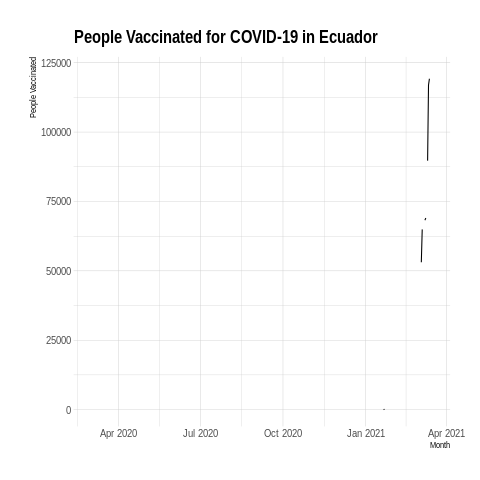 People Vaccinated for COVID-19 in Ecuador
People Vaccinated
125000
100000
75000
50000
25000
0
Apr 2020 Jul 2020 Oct 2020 Jan 2021 Apr 2021
Month